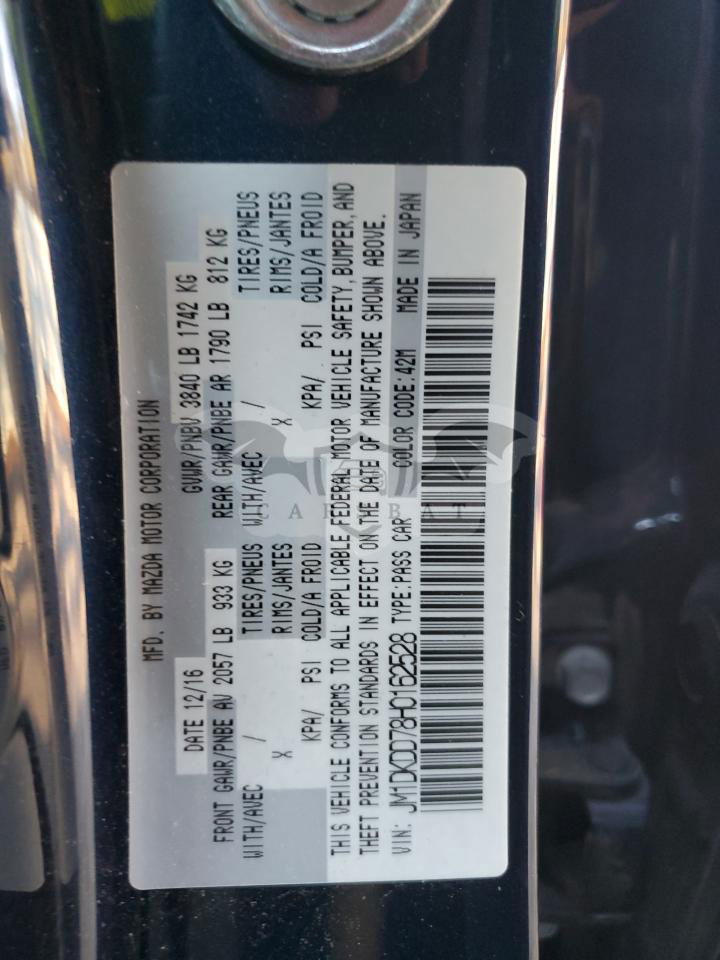 MFD. BY MAZDA MOTOR CORPORATION
DATE 12/16 GVWR/PNBV 3840 LB 1742 KG
FRONT GAWR/PNBE AV 2057 LB 933 KG REAR GAWR/PNBE AR 1790 LB 812 KG
WITH/AVEC / TIRES/PNEUS WITH/AVEC / TIRES/PNEUS
X RIMS/JANTES X RIMS/JANTES
KPA/ PSI COLD/A FROID KPA/ PSI COLD/A FROID
THIS VEHICLE CONFORMS TO ALL APPLICABLE FEDERAL MOTOR VEHICLE SAFETY, BUMPER, AND
THEFT PREVENTION STANDARDS IN EFFECT ON THE DATE OF MANUFACTURE SHOWN ABOVE.
VIN: JM1DKDD78H0162528 TYPE:PASS CAR COLOR CODE:42M MADE IN JAPAN
CARBAT